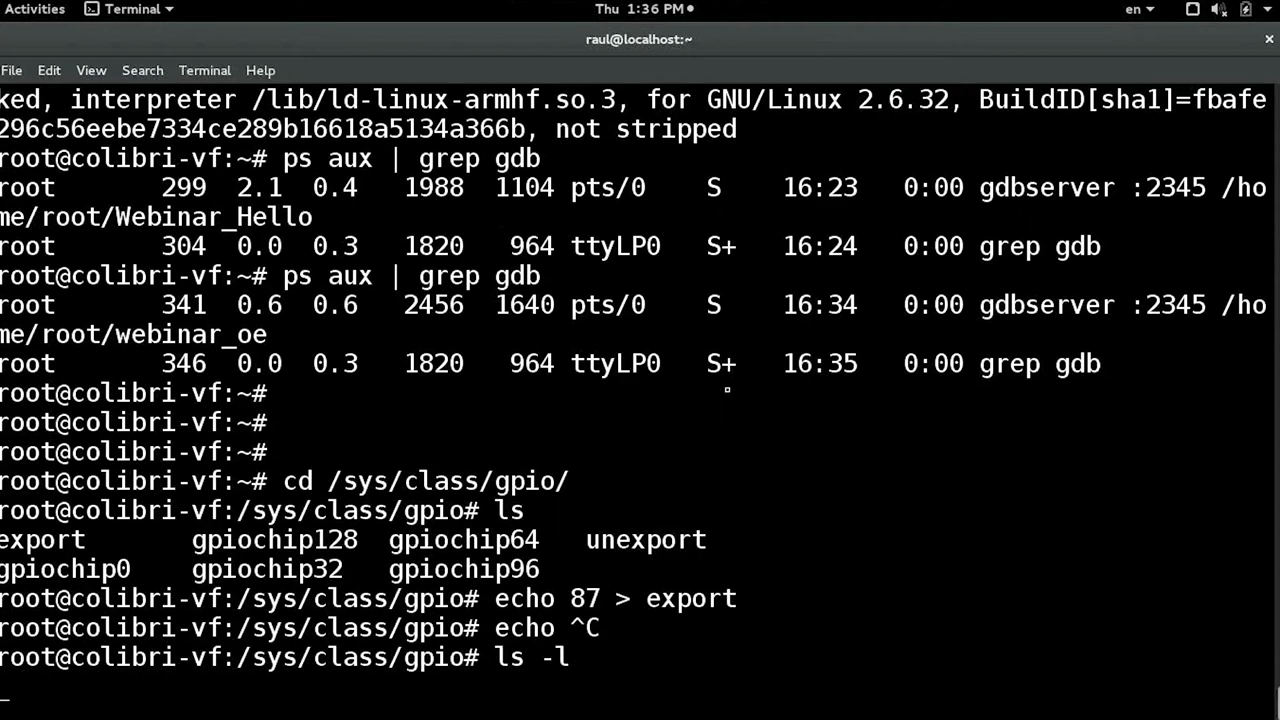 Activities Terminal Thu 1:36 PM en
raul@localhost:~
File Edit View Search Terminal Help
ked, interpreter /lib/ld-linux-armhf.so.3, for GNU/Linux 2.6.32, BuildID[sha1]=fbafe
296c56eebe7334ce289b16618a5134a366b, not stripped
root@colibri-vf:~# ps aux | grep gdb
root 299 2.1 0.4 1988 1104 pts/0 S 16:23 0:00 gdbserver :2345 /ho
me/root/Webinar_Hello
root 304 0.0 0.3 1820 964 ttyLP0 S+ 16:24 0:00 grep gdb
root@colibri-vf:~# ps aux | grep gdb
root 341 0.6 0.6 2456 1640 pts/0 S 16:34 0:00 gdbserver :2345 /ho
me/root/webinar_oe
root 346 0.0 0.3 1820 964 ttyLP0 S+ 16:35 0:00 grep gdb
root@colibri-vf:~#
root@colibri-vf:~#
root@colibri-vf:~#
root@colibri-vf:~# cd /sys/class/gpio/
root@colibri-vf:/sys/class/gpio# ls
export gpiochip128 gpiochip64 unexport
gpiochip0 gpiochip32 gpiochip96
root@colibri-vf:/sys/class/gpio# echo 87 > export
root@colibri-vf:/sys/class/gpio# echo ^C
root@colibri-vf:/sys/class/gpio# ls -l